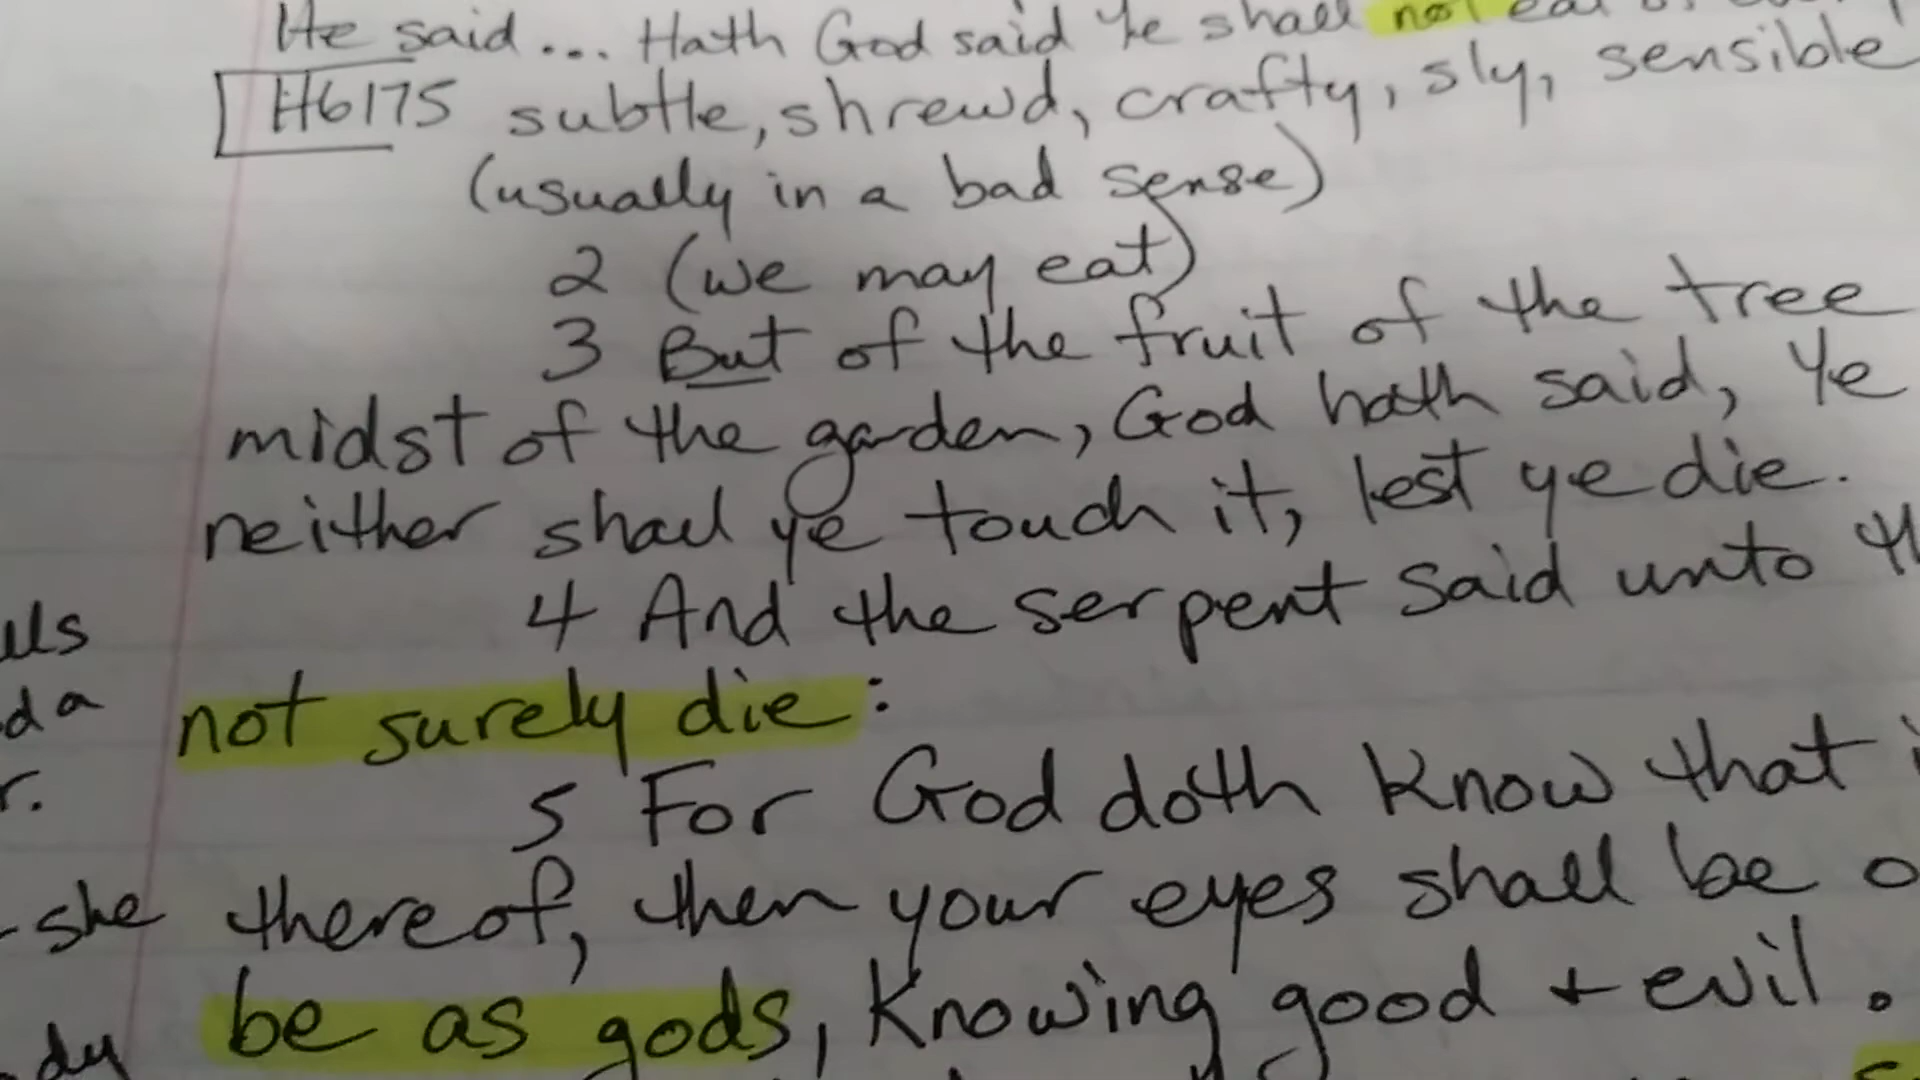 He said... Hath God said Ye shall not eat
H6175 subtle, shrewd, crafty, sly, sensible
(usually in a bad sense)
2 (we may eat)
3 But of the fruit of the tree
midst of the garden, God hath said, Ye
neither shall ye touch it, lest ye die.
4 And the serpent said unto
not surely die:
5 For God doth know that
she thereof, then your eyes shall be
be as gods, knowing good + evil.